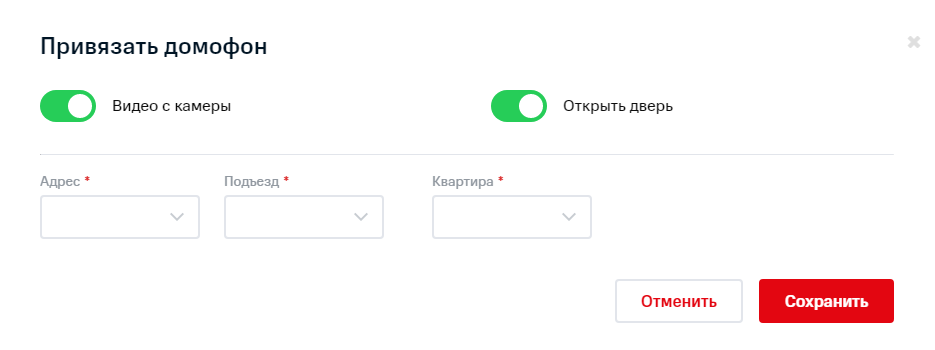 Привязать домофон
Видео с камеры
Открыть дверь
Адрес *
Подъезд *
Квартира *
Отменить
Сохранить